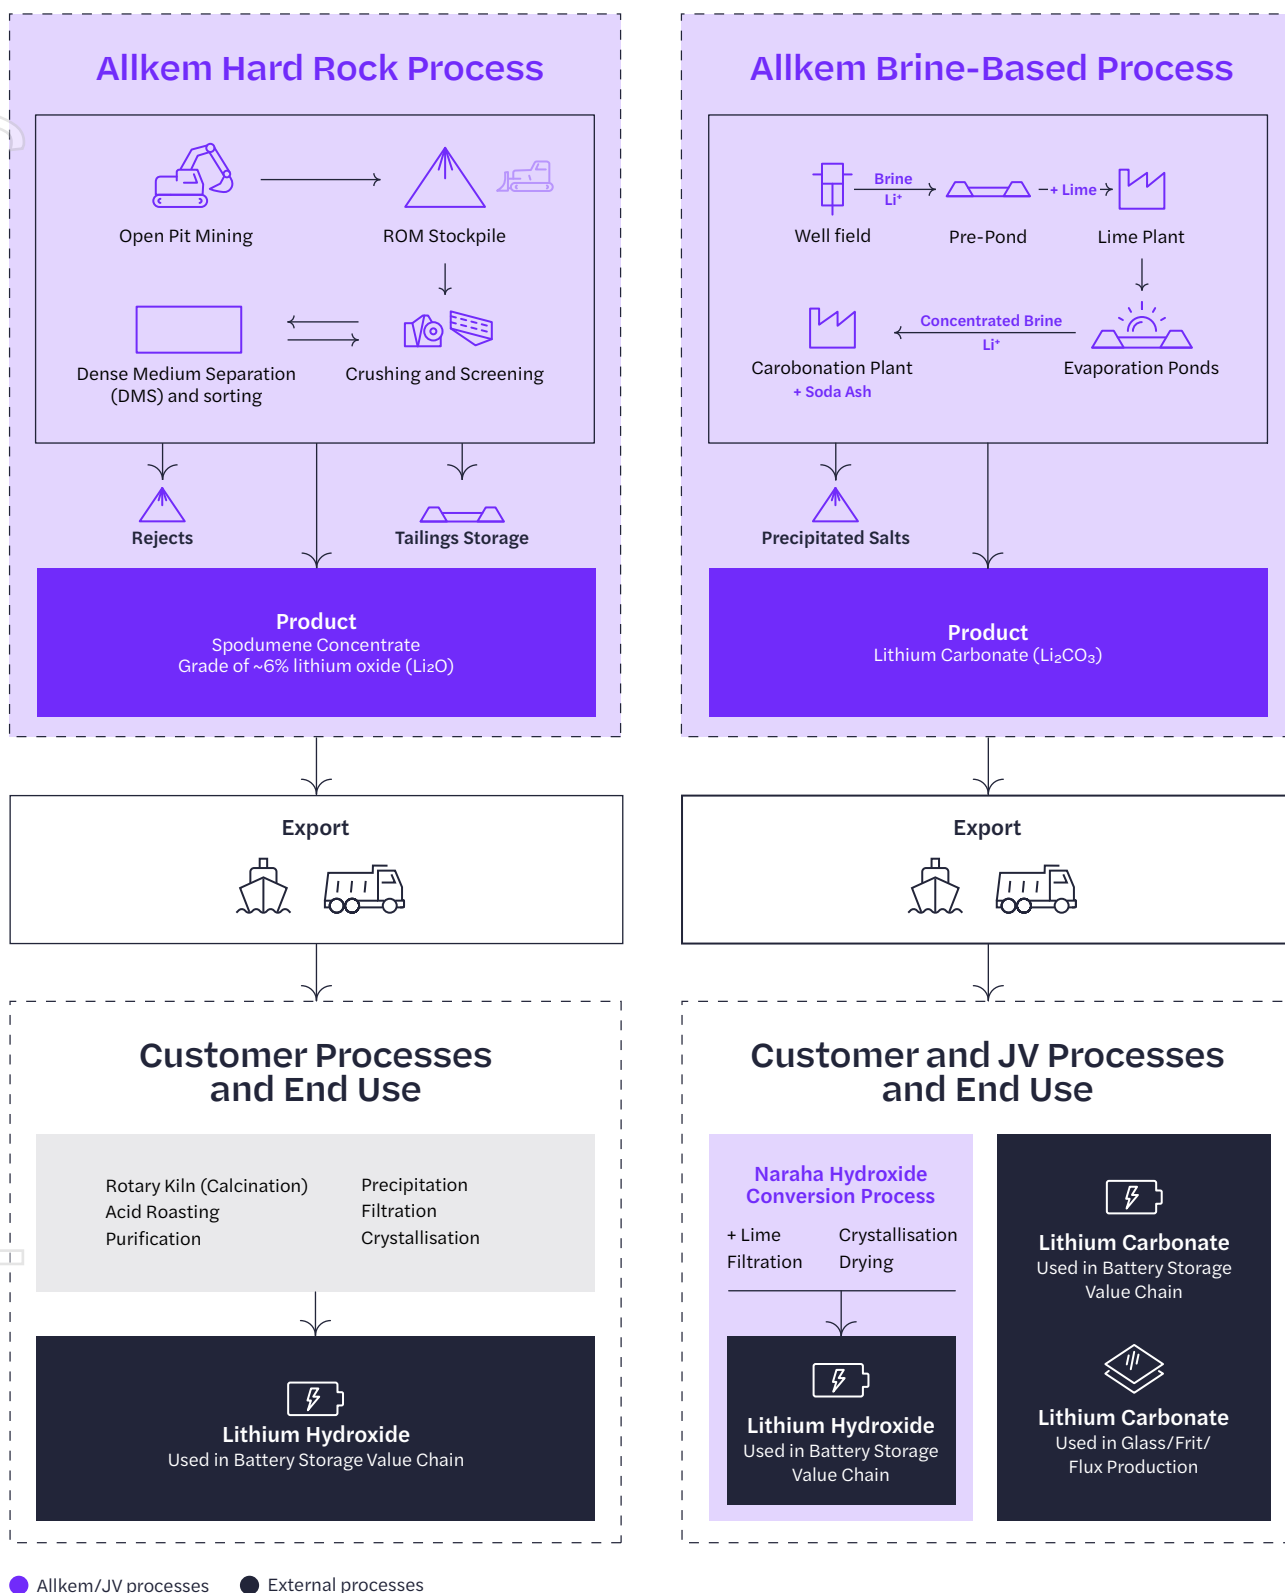 Allkem Hard Rock Process
Open Pit Mining
ROM Stockpile
Dense Medium Separation
(DMS) and sorting
Crushing and Screening
Rejects
Tailings Storage
Product
Spodumene Concentrate
Grade of ~6% lithium oxide (Li₂O)
Export
Customer Processes
and End Use
Rotary Kiln (Calcination)
Acid Roasting
Purification
Precipitation
Filtration
Crystallisation
Lithium Hydroxide
Used in Battery Storage Value Chain
Allkem Brine-Based Process
Brine
Li⁺
+ Lime
Well field
Pre-Pond
Lime Plant
Concentrated Brine
Li⁺
Carobonation Plant
+ Soda Ash
Evaporation Ponds
Precipitated Salts
Product
Lithium Carbonate (Li₂CO₃)
Export
Customer and JV Processes
and End Use
Naraha Hydroxide
Conversion Process
+ Lime
Filtration
Crystallisation
Drying
Lithium Hydroxide
Used in Battery Storage
Value Chain
Lithium Carbonate
Used in Battery Storage
Value Chain
Lithium Carbonate
Used in Glass/Frit/
Flux Production
Allkem/JV processes
External processes